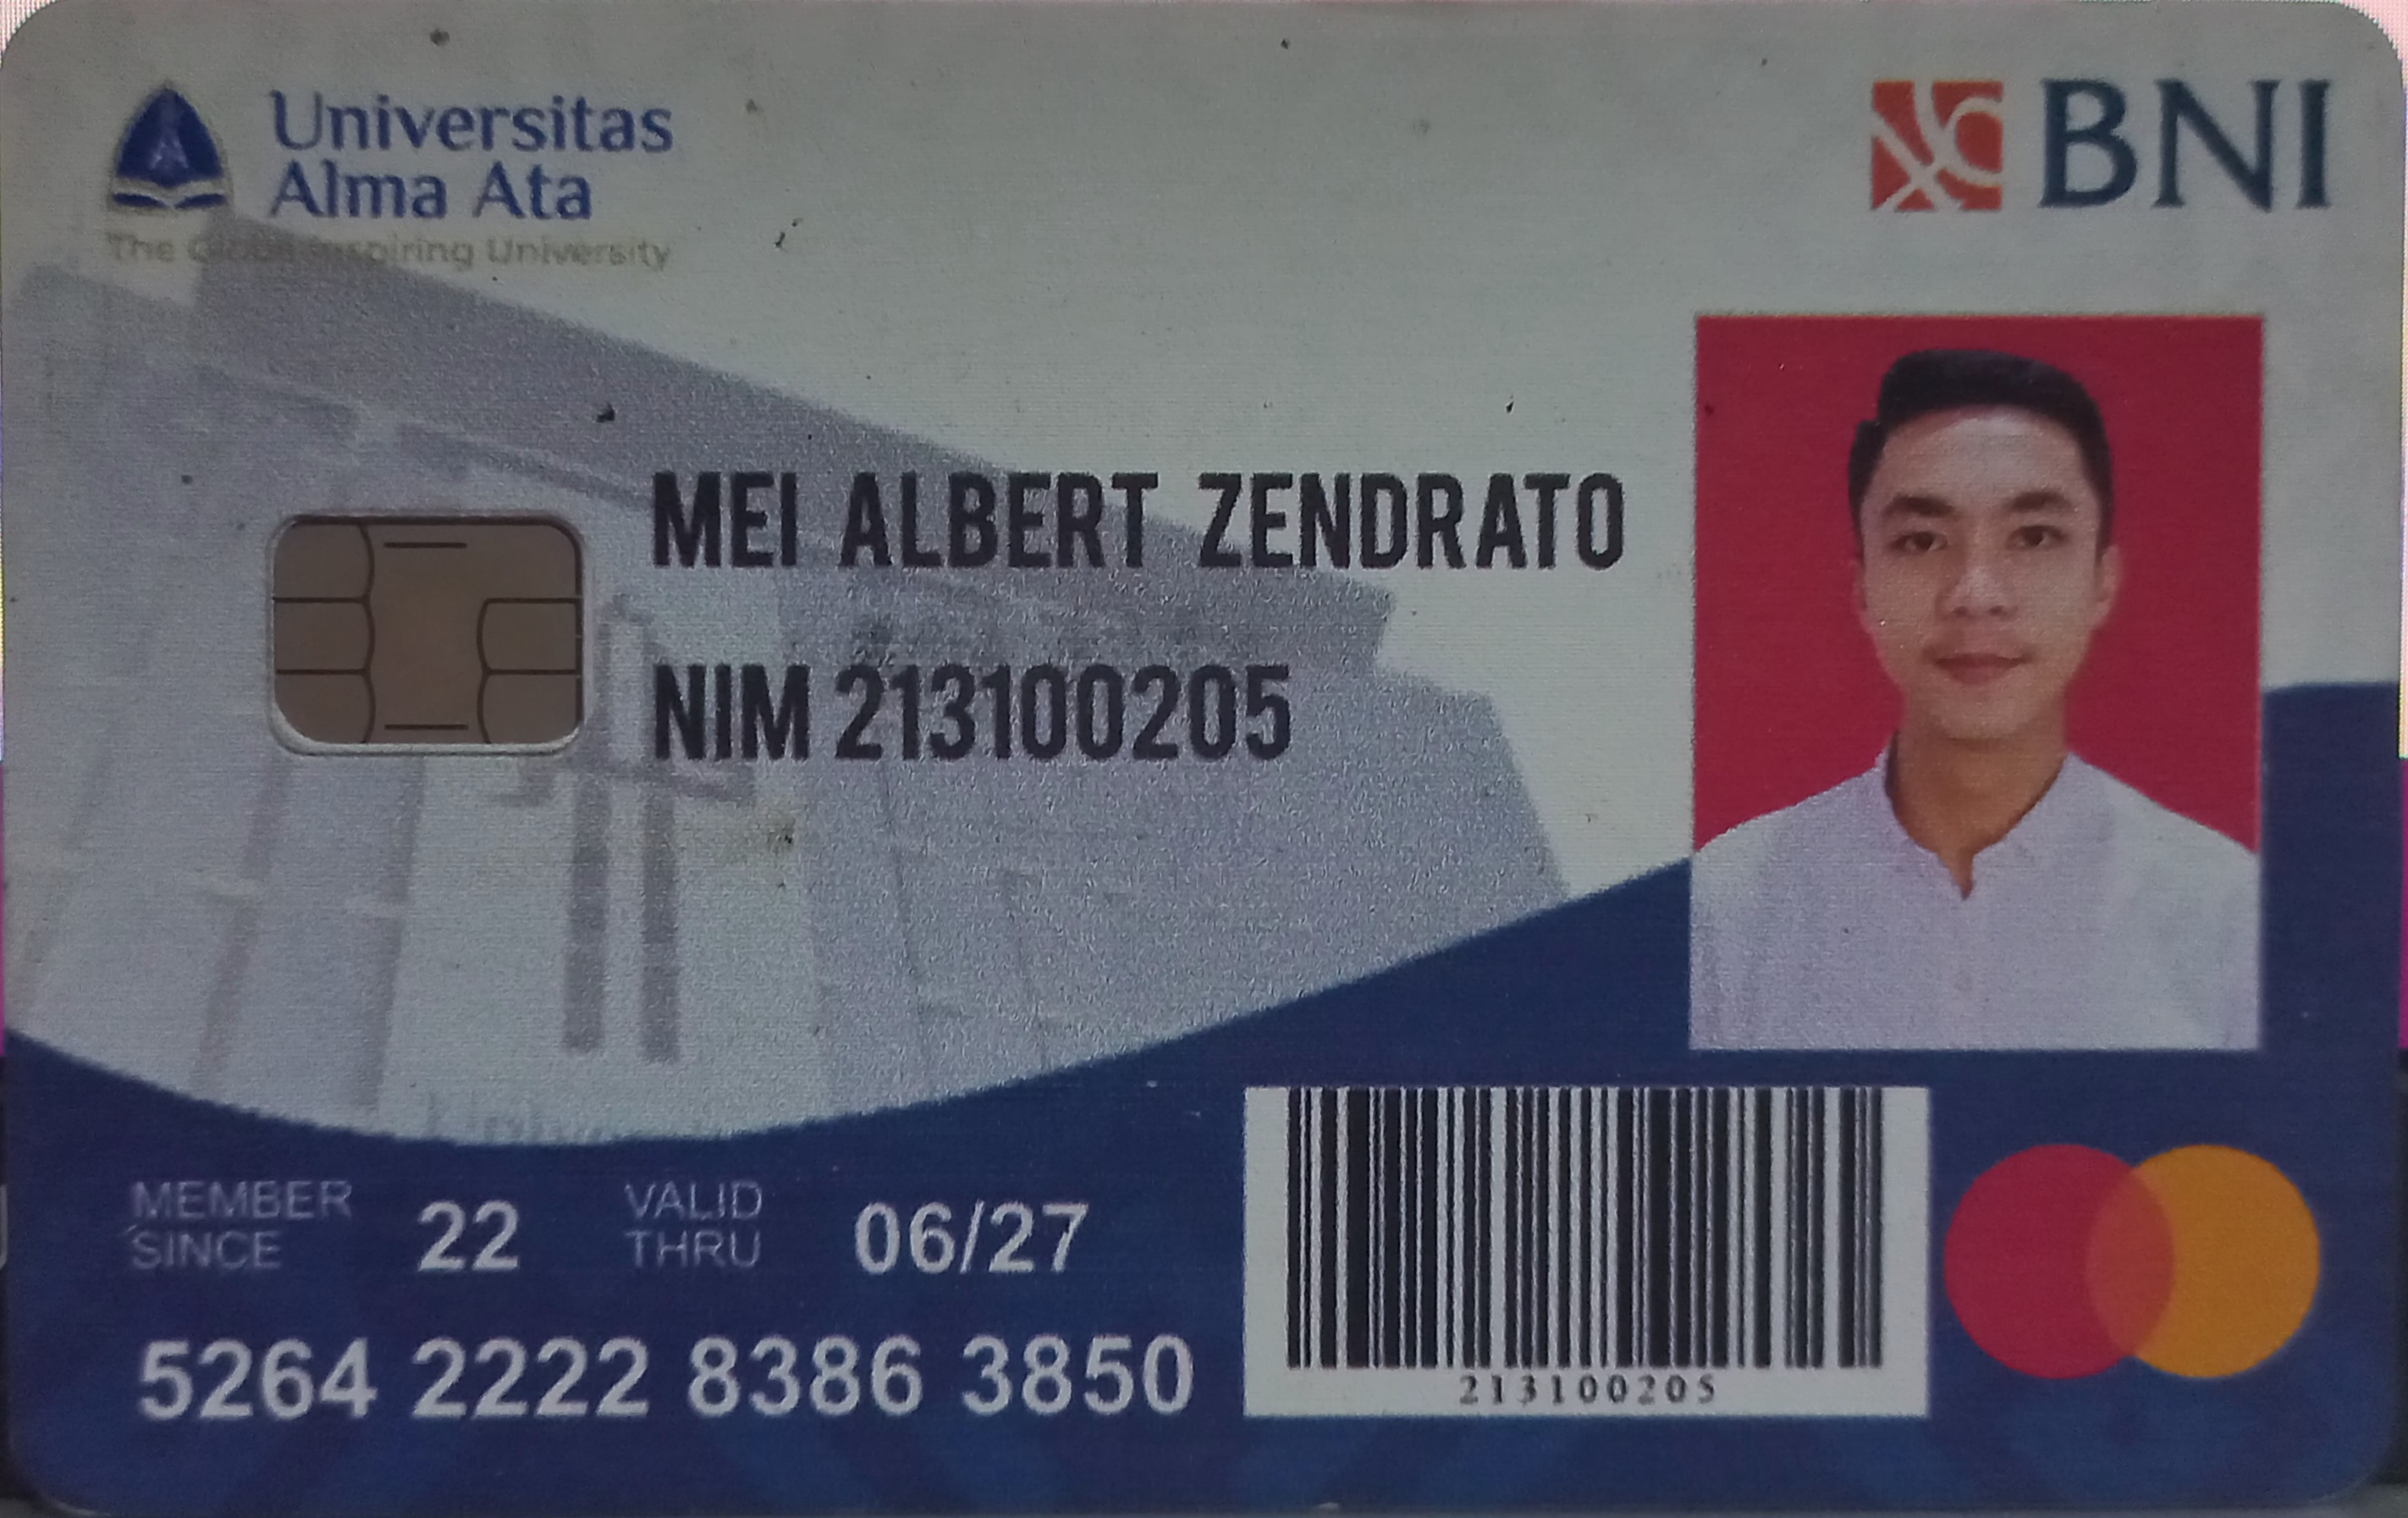 Universitas
Alma Ata
The Globe Inspiring University
BNI
MEI ALBERT ZENDRATO
NIM 213100205
MEMBER
SINCE
22
VALID
THRU
06/27
5264 2222 8386 3850
213100205